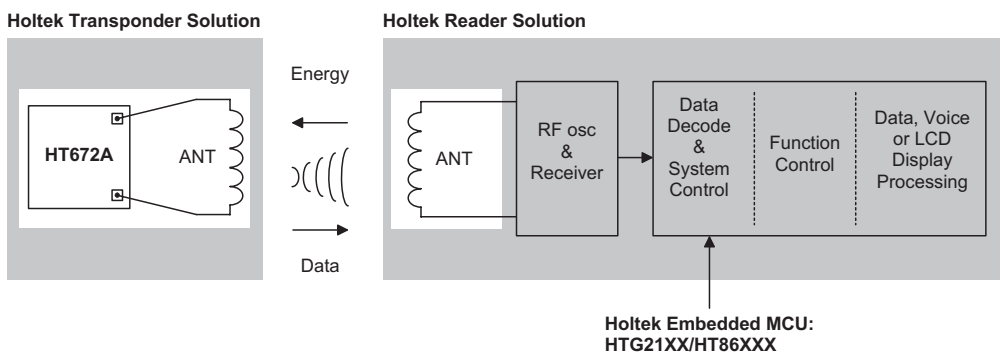 Holtek Transponder Solution
Holtek Reader Solution
HT672A
ANT
Energy
Data
ANT
RF osc
&
Receiver
Data
Decode
&
System
Control
Function
Control
Data, Voice
or LCD
Display
Processing
Holtek Embedded MCU:
HTG21XX/HT86XXX